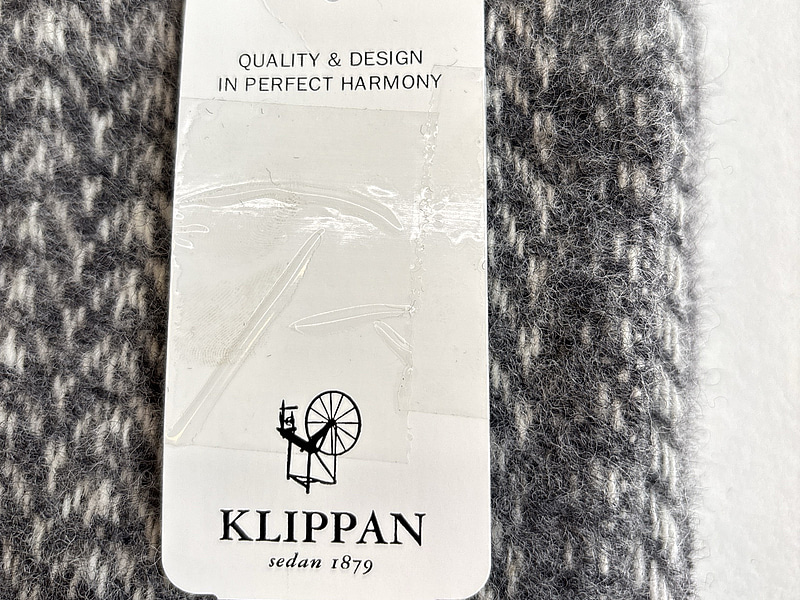 QUALITY & DESIGN
IN PERFECT HARMONY
KLIPPAN
sedan 1879